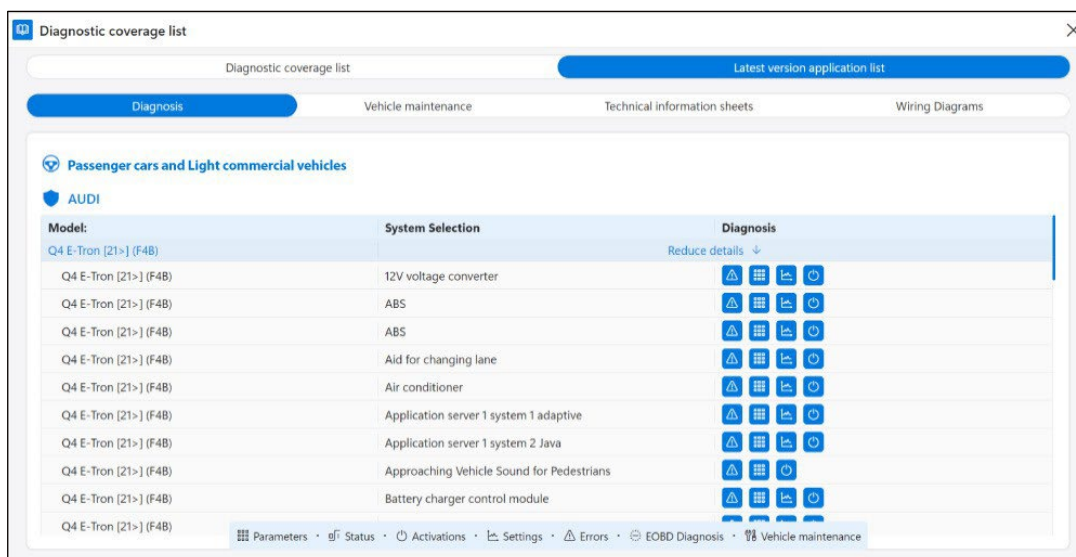 Diagnostic coverage list
Diagnostic coverage list Latest version application list
Diagnosis Vehicle maintenance Technical information sheets Wiring Diagrams
Passenger cars and Light commercial vehicles
AUDI
Model: System Selection Diagnosis
Q4 E-Tron [21>] (F4B) Reduce details ↓
Q4 E-Tron [21>] (F4B) 12V voltage converter
Q4 E-Tron [21>] (F4B) ABS
Q4 E-Tron [21>] (F4B) ABS
Q4 E-Tron [21>] (F4B) Aid for changing lane
Q4 E-Tron [21>] (F4B) Air conditioner
Q4 E-Tron [21>] (F4B) Application server 1 system 1 adaptive
Q4 E-Tron [21>] (F4B) Application server 1 system 2 Java
Q4 E-Tron [21>] (F4B) Approaching Vehicle Sound for Pedestrians
Q4 E-Tron [21>] (F4B) Battery charger control module
Q4 E-Tron [21>] (F4B)
Parameters · Status · Activations · Settings · Errors · EOBD Diagnosis · Vehicle maintenance